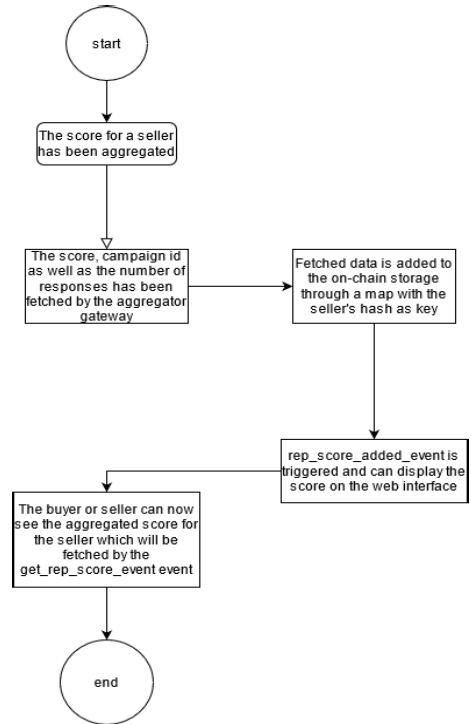 start
The score for a seller
has been aggregated
The score, campaign id
as well as the number of
responses has been
fetched by the aggregator
gateway
Fetched data is added to
the on-chain storage
through a map with the
seller's hash as key
rep_score_added_event is
triggered and can display the
score on the web interface
The buyer or seller can now
see the aggregated score for
the seller which will be
fetched by the
get_rep_score_event event
end